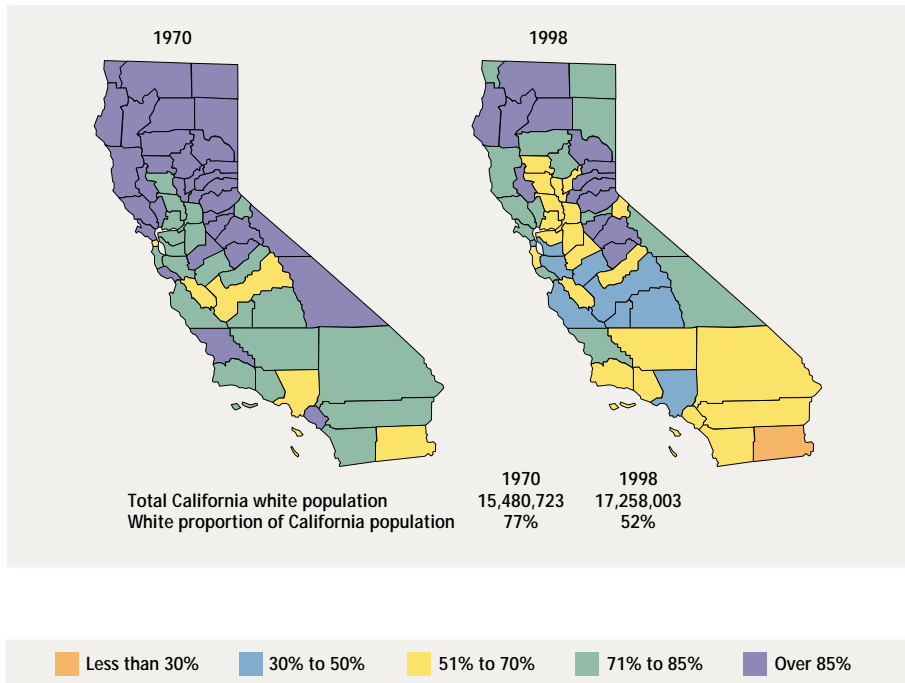 1970 1998
1970 1998
Total California white population 15,480,723 17,258,003
White proportion of California population 77% 52%
Less than 30% 30% to 50% 51% to 70% 71% to 85% Over 85%